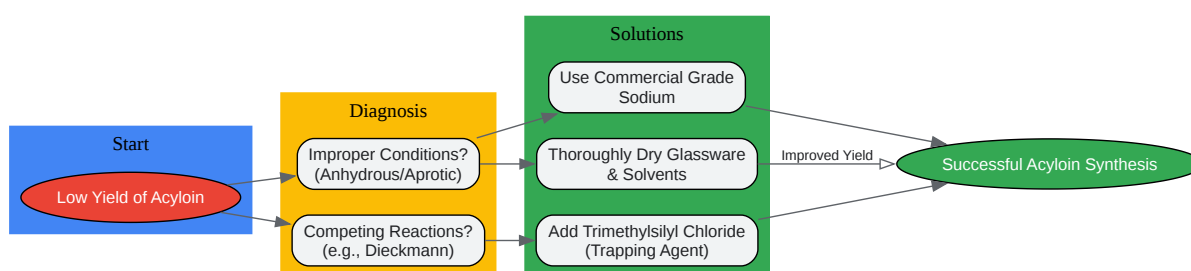 Start
Low Yield of Acyloin
Diagnosis
Improper Conditions?
(Anhydrous/Aprotic)
Competing Reactions?
(e.g., Dieckmann)
Solutions
Use Commercial Grade
Sodium
Thoroughly Dry Glassware
& Solvents
Add Trimethylsilyl Chloride
(Trapping Agent)
Improved Yield
Successful Acyloin Synthesis